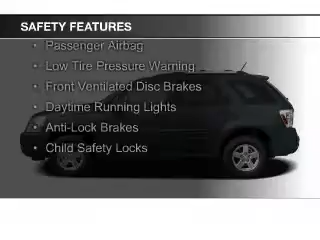 SAFETY FEATURES
• Passenger Airbag
• Low Tire Pressure Warning
• Front Ventilated Disc Brakes
• Daytime Running Lights
• Anti-Lock Brakes
• Child Safety Locks